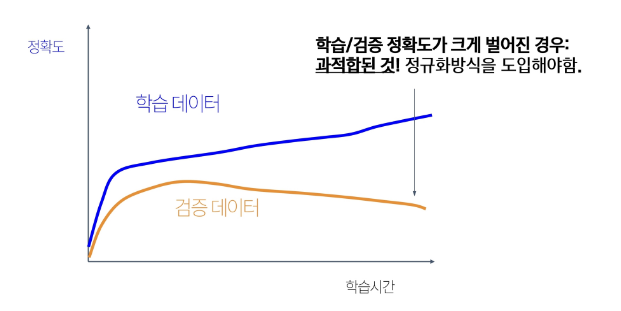 정확도
학습/검증 정확도가 크게 벌어진 경우:
과적합된 것! 정규화방식을 도입해야함.
학습 데이터
검증 데이터
학습시간